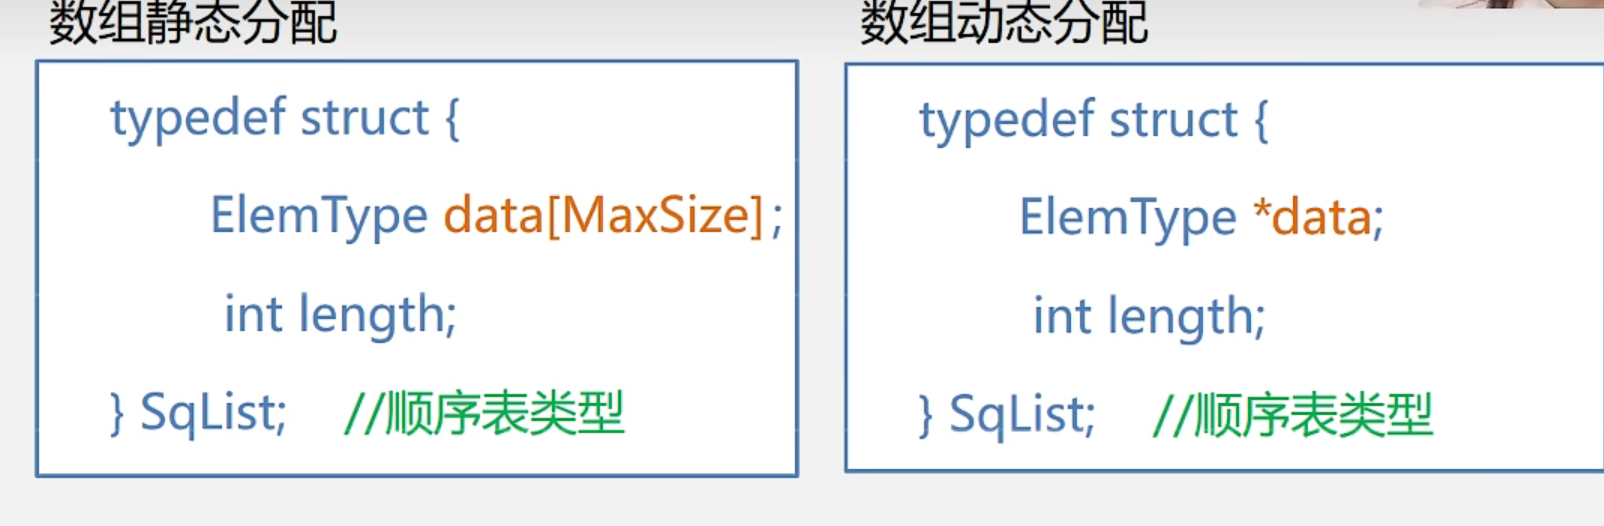 数组静态分配
typedef struct {
ElemType data[MaxSize];
int length;
} SqList; //顺序表类型
数组动态分配
typedef struct {
ElemType *data;
int length;
} SqList; //顺序表类型